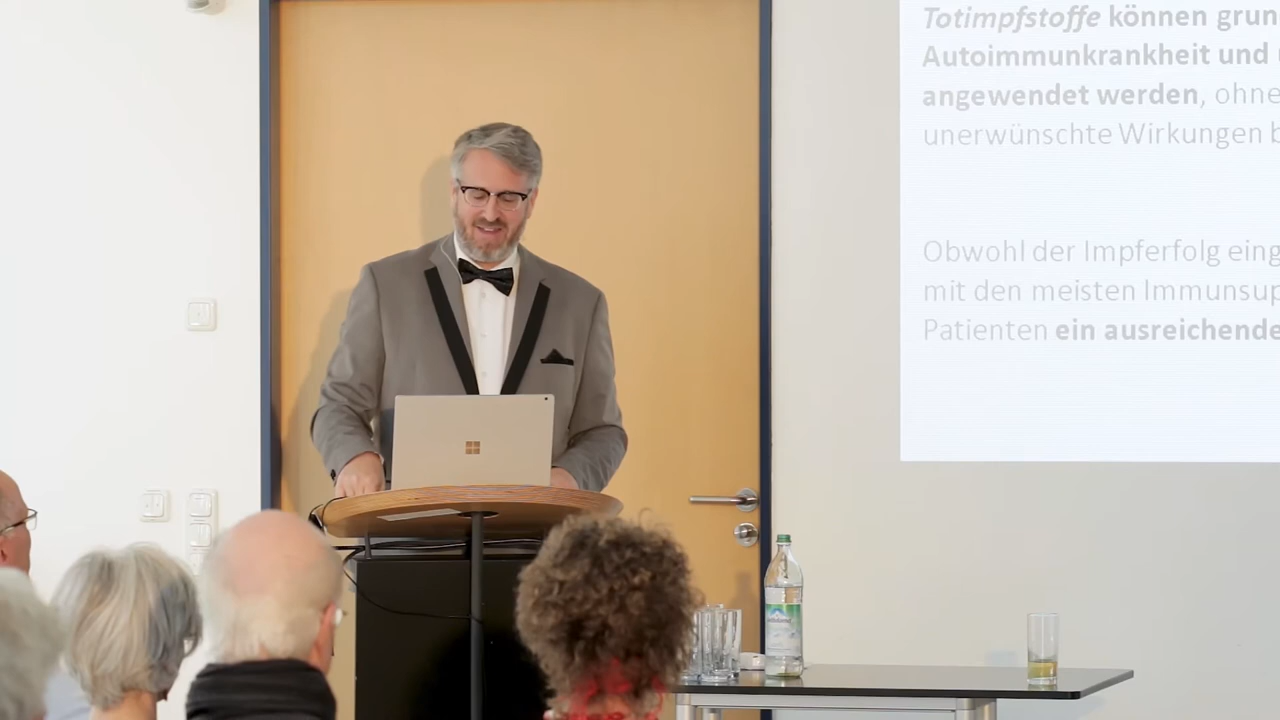 Totimpfstoffe können grun
Autoimmunkrankheit und
angewendet werden, ohne
unerwünschte Wirkungen b
Obwohl der Impferfolg eing
mit den meisten Immunsup
Patienten ein ausreichende